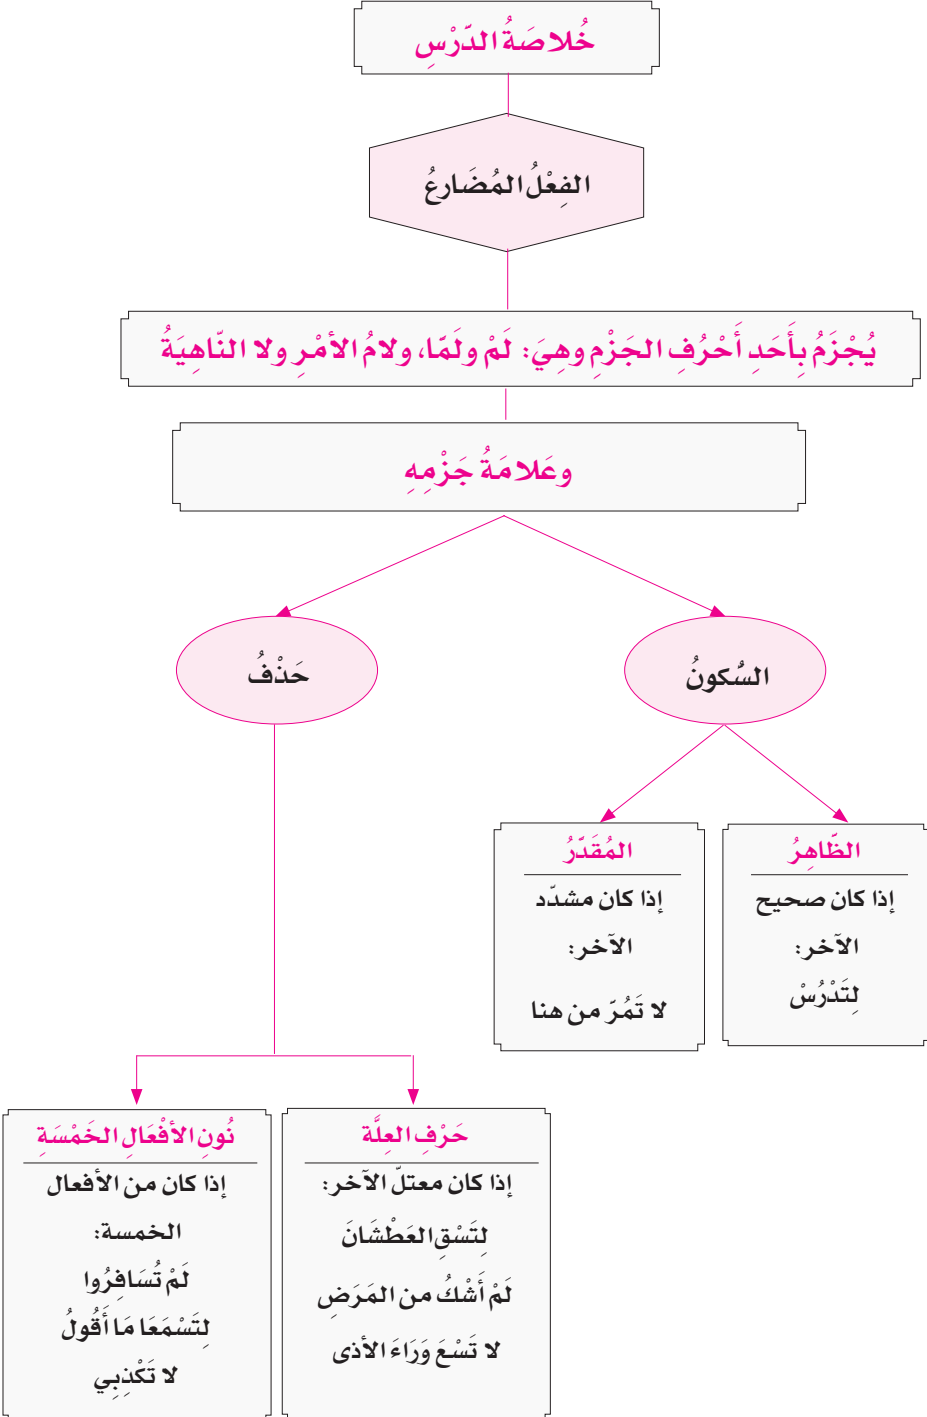 خُلاصَةُ الدّرْسِ
الفِعْلُ المُضَارعُ
يُجْزَمُ بِأَحَدِ أَحْرُفِ الجَزْمِ وهِيَ: لَمْ ولَمّا، ولامُ الأمْرِ ولا النّاهِيَةُ
وعَلامَةُ جَزْمِهِ
السُّكونُ
حَذْفُ
الظّاهِرُ
إذا كان صحيح
الآخر:
لِتَدْرُسْ
المُقَدّرُ
إذا كان مشدّد
الآخر:
لا تَمُرّ من هنا
حَرْفِ العِلَّة
إذا كان معتلّ الآخر:
لِتَسْقِ العَطْشَانَ
لَمْ أَشْكُ من المَرَضِ
لا تَسْعَ وَرَاءَ الأذى
نُونِ الأفْعَالِ الخَمْسَةِ
إذا كان من الأفعال
الخمسة:
لَمْ تُسَافِرُوا
لِتَسْمَعَا مَا أَقُولُ
لا تَكْذِبِي